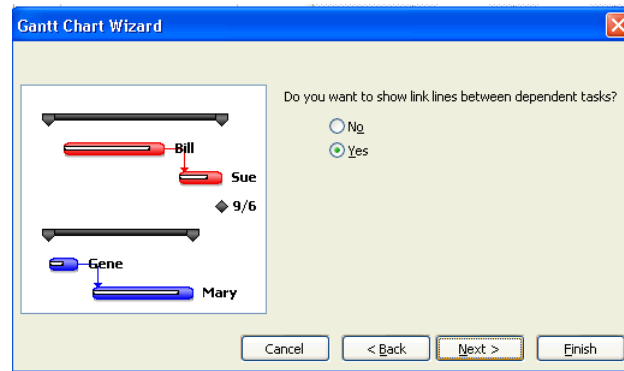 Gantt Chart Wizard
Do you want to show link lines between dependent tasks?
No
Yes
Bill
Sue
9/6
Gene
Mary
Cancel
< Back
Next >
Finish